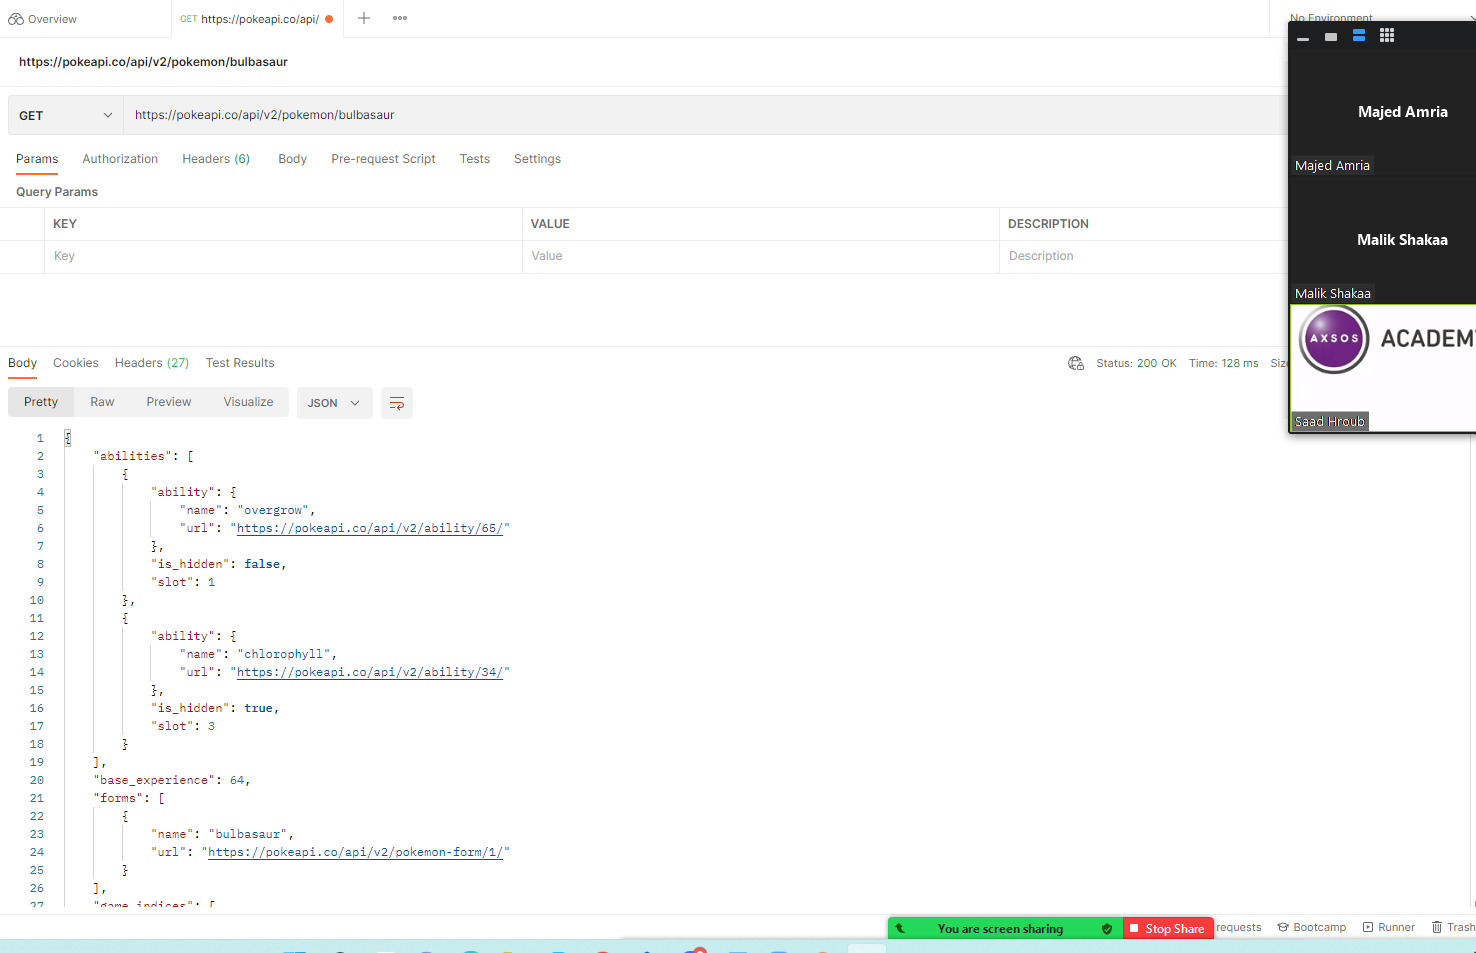 Overview
GET https://pokeapi.co/api/
No Environment
https://pokeapi.co/api/v2/pokemon/bulbasaur
GET https://pokeapi.co/api/v2/pokemon/bulbasaur
Params Authorization Headers (6) Body Pre-request Script Tests Settings
Query Params
KEY VALUE DESCRIPTION
Key Value Description
Majed Amria
Majed Amria
Malik Shakaa
Malik Shakaa
AXSOS ACADEM
Saad Hroub
Body Cookies Headers (27) Test Results Status: 200 OK Time: 128 ms Size
Pretty Raw Preview Visualize JSON
1 {
2 "abilities": [
3 {
4 "ability": {
5 "name": "overgrow",
6 "url": "https://pokeapi.co/api/v2/ability/65/"
7 },
8 "is_hidden": false,
9 "slot": 1
10 },
11 {
12 "ability": {
13 "name": "chlorophyll",
14 "url": "https://pokeapi.co/api/v2/ability/34/"
15 },
16 "is_hidden": true,
17 "slot": 3
18 }
19 ],
20 "base_experience": 64,
21 "forms": [
22 {
23 "name": "bulbasaur",
24 "url": "https://pokeapi.co/api/v2/pokemon-form/1/"
25 }
26 ],
27 "game_indices": [
You are screen sharing Stop Share requests Bootcamp Runner Trash